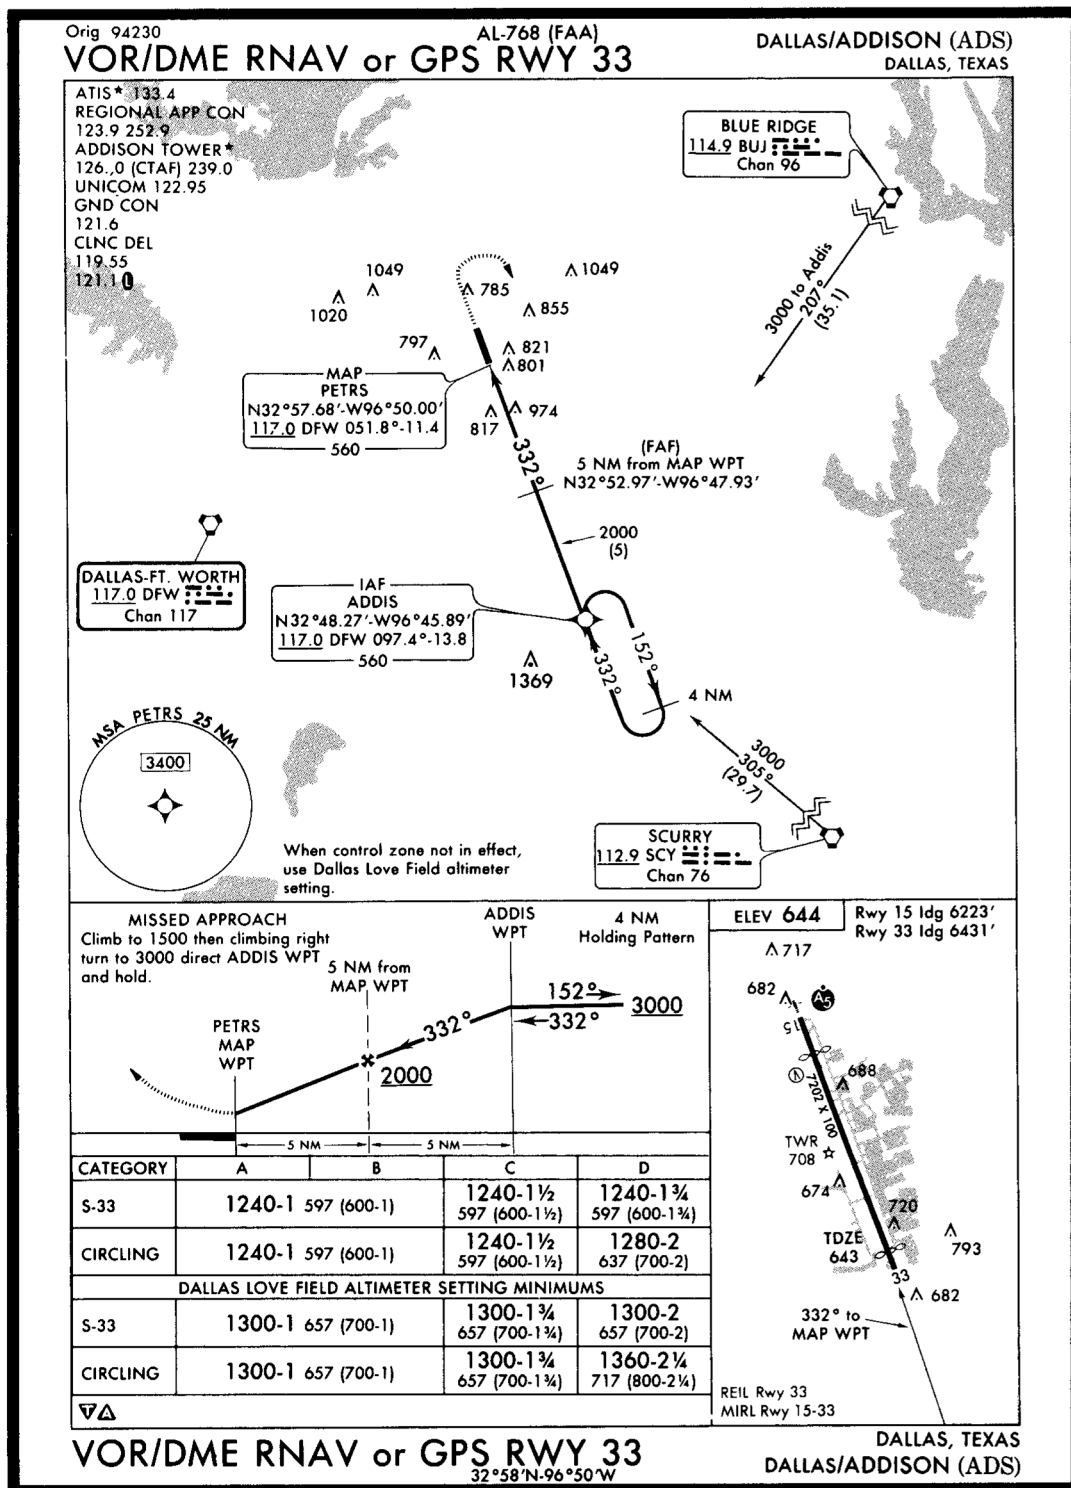 Orig 94230
AL-768 (FAA)
VOR/DME RNAV or GPS RWY 33
DALLAS/ADDISON (ADS)
DALLAS, TEXAS
ATIS★ 133.4
REGIONAL APP CON
123.9 252.9
ADDISON TOWER★
126.,0 (CTAF) 239.0
UNICOM 122.95
GND CON
121.6
CLNC DEL
119.55
121.1 L
BLUE RIDGE
114.9 BUJ
Chan 96
3000 to Addis
207°
(35.1)
1049
1049
1020
785
855
797
821
801
MAP
PETRS
N32°57.68'-W96°50.00'
117.0 DFW 051.8°-11.4
560
974
817
332°
(FAF)
5 NM from MAP WPT
N32°52.97'-W96°47.93'
2000
(5)
DALLAS-FT. WORTH
117.0 DFW
Chan 117
IAF
ADDIS
N32°48.27'-W96°45.89'
117.0 DFW 097.4°-13.8
560
1369
152°
332°
4 NM
3000
305°
(29.7)
MSA PETRS 25 NM
3400
SCURRY
112.9 SCY
Chan 76
When control zone not in effect,
use Dallas Love Field altimeter
setting.
MISSED APPROACH
Climb to 1500 then climbing right
turn to 3000 direct ADDIS WPT
and hold.
ADDIS
WPT
4 NM
Holding Pattern
5 NM from
MAP WPT
152°
332°
3000
332°
PETRS
MAP
WPT
2000
5 NM
5 NM
CATEGORY A B C D
S-33 1240-1 597 (600-1) 1240-1½ 1240-1¾
597 (600-1½) 597 (600-1¾)
CIRCLING 1240-1 597 (600-1) 1240-1½ 1280-2
597 (600-1½) 637 (700-2)
DALLAS LOVE FIELD ALTIMETER SETTING MINIMUMS
S-33 1300-1 657 (700-1) 1300-1¾ 1300-2
657 (700-1¾) 657 (700-2)
CIRCLING 1300-1 657 (700-1) 1300-1¾ 1360-2¼
657 (700-1¾) 717 (800-2¼)
T A
ELEV 644
Rwy 15 ldg 6223'
Rwy 33 ldg 6431'
717
682
A5
15
688
7202 X 100
TWR
708
674
720
TDZE
643
793
33
682
332° to
MAP WPT
REIL Rwy 33
MIRL Rwy 15-33
VOR/DME RNAV or GPS RWY 33
32°58'N-96°50'W
DALLAS, TEXAS
DALLAS/ADDISON (ADS)